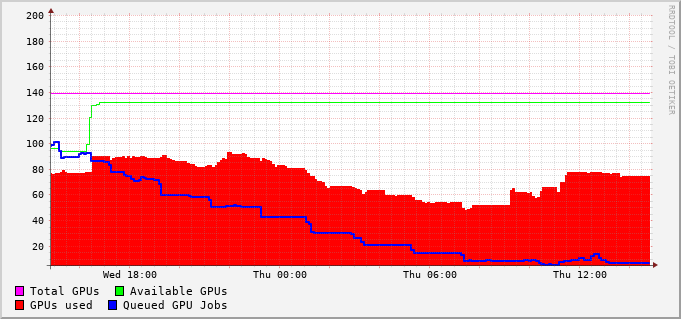 200
180
160
140
120
100
80
60
40
20
Wed 18:00 Thu 00:00 Thu 06:00 Thu 12:00
Total GPUs Available GPUs
GPUs used Queued GPU Jobs
RRDTOOL / TOBI OETIKER